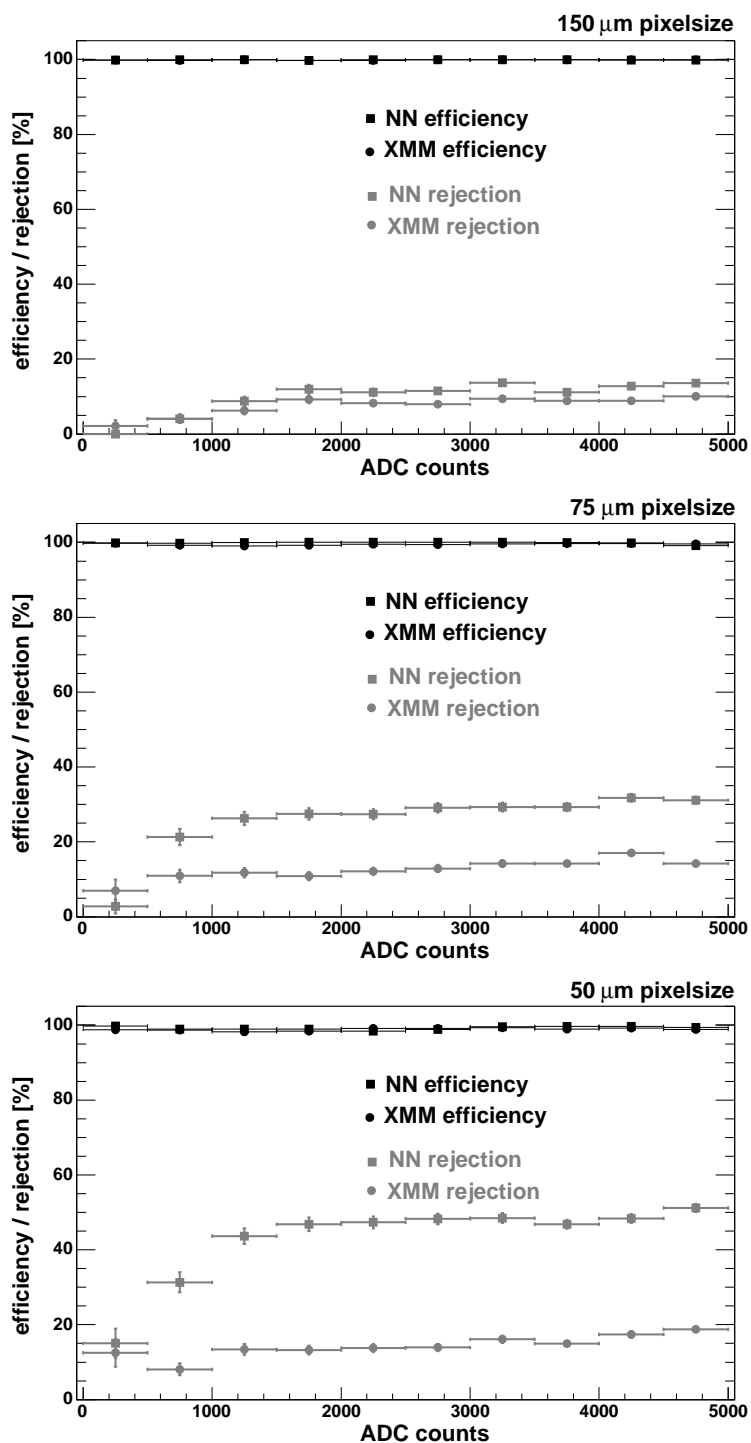 150 μm pixelsize
efficiency / rejection [%]
100
80
60
40
20
0
NN efficiency
XMM efficiency
NN rejection
XMM rejection
0 1000 2000 3000 4000 5000
ADC counts
75 μm pixelsize
efficiency / rejection [%]
100
80
60
40
20
0
NN efficiency
XMM efficiency
NN rejection
XMM rejection
0 1000 2000 3000 4000 5000
ADC counts
50 μm pixelsize
efficiency / rejection [%]
100
80
60
40
20
0
NN efficiency
XMM efficiency
NN rejection
XMM rejection
0 1000 2000 3000 4000 5000
ADC counts